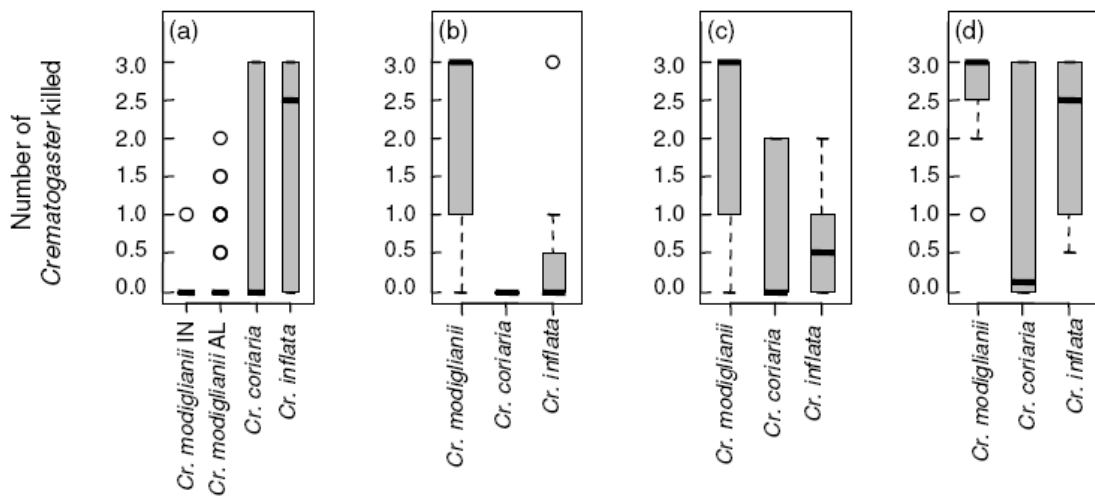 Number of
Crematogaster killed
(a)
3.0
2.5
2.0
1.5
1.0
0.5
0.0
Cr. modiglianii IN
Cr. modiglianii AL
Cr. coriaria
Cr. inflata
(b)
3.0
2.5
2.0
1.5
1.0
0.5
0.0
Cr. modiglianii
Cr. coriaria
Cr. inflata
(c)
3.0
2.5
2.0
1.5
1.0
0.5
0.0
Cr. modiglianii
Cr. coriaria
Cr. inflata
(d)
3.0
2.5
2.0
1.5
1.0
0.5
0.0
Cr. modiglianii
Cr. coriaria
Cr. inflata